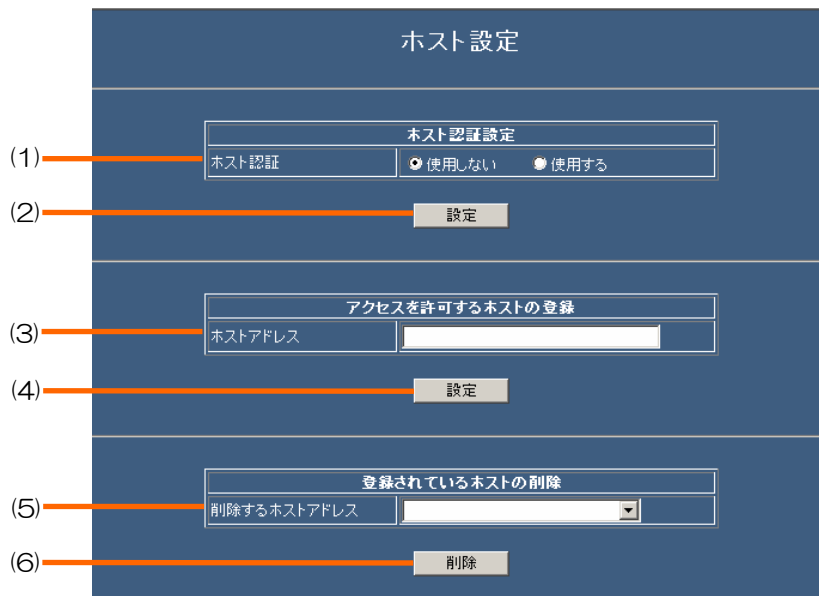 ホスト設定
ホスト認証設定
(1) ホスト認証 使用しない 使用する
(2) 設定
アクセスを許可するホストの登録
(3) ホストアドレス
(4) 設定
登録されているホストの削除
(5) 削除するホストアドレス
(6) 削除